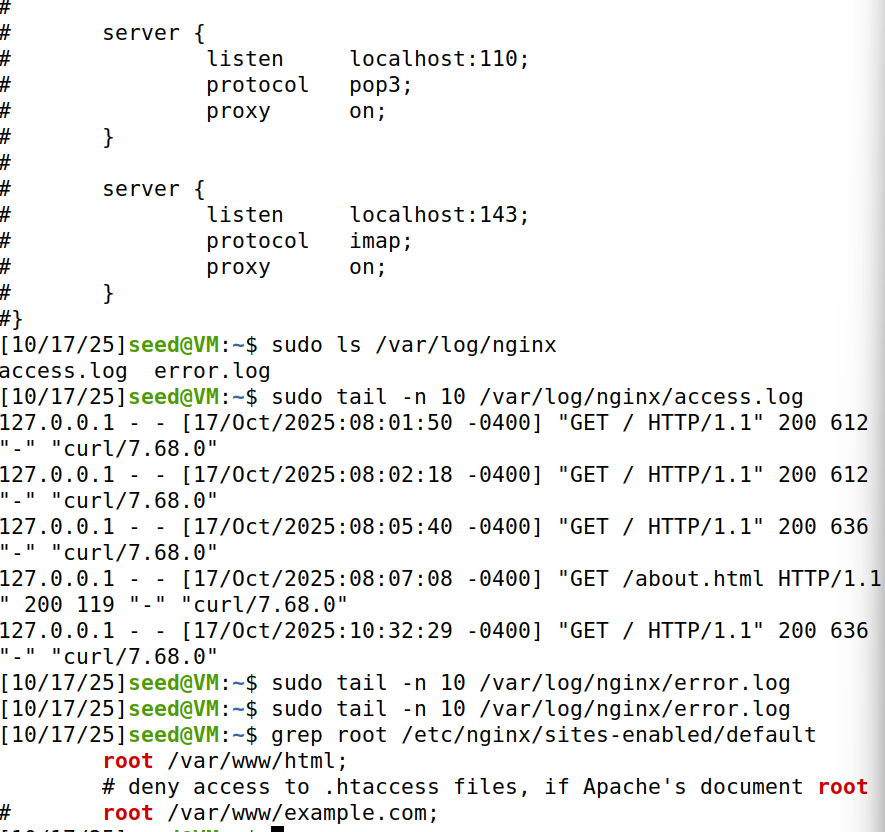 #
#       server {
#               listen     localhost:110;
#               protocol   pop3;
#               proxy      on;
#       }
#
#       server {
#               listen     localhost:143;
#               protocol   imap;
#               proxy      on;
#       }
#}
[10/17/25]seed@VM:~$ sudo ls /var/log/nginx
access.log  error.log
[10/17/25]seed@VM:~$ sudo tail -n 10 /var/log/nginx/access.log
127.0.0.1 - - [17/Oct/2025:08:01:50 -0400] "GET / HTTP/1.1" 200 612
"-" "curl/7.68.0"
127.0.0.1 - - [17/Oct/2025:08:02:18 -0400] "GET / HTTP/1.1" 200 612
"-" "curl/7.68.0"
127.0.0.1 - - [17/Oct/2025:08:05:40 -0400] "GET / HTTP/1.1" 200 636
"-" "curl/7.68.0"
127.0.0.1 - - [17/Oct/2025:08:07:08 -0400] "GET /about.html HTTP/1.1
" 200 119 "-" "curl/7.68.0"
127.0.0.1 - - [17/Oct/2025:10:32:29 -0400] "GET / HTTP/1.1" 200 636
"-" "curl/7.68.0"
[10/17/25]seed@VM:~$ sudo tail -n 10 /var/log/nginx/error.log
[10/17/25]seed@VM:~$ sudo tail -n 10 /var/log/nginx/error.log
[10/17/25]seed@VM:~$ grep root /etc/nginx/sites-enabled/default
        root /var/www/html;
        # deny access to .htaccess files, if Apache's document root
#       root /var/www/example.com;